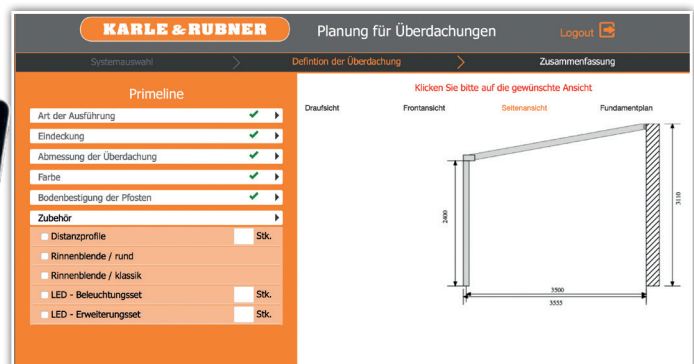 KARLE & RUBNER
Planung für Überdachungen
Logout
Systemauswahl
Defintion der Überdachung
Zusammenfassung
Primeline
Art der Ausführung
Eindeckung
Abmessung der Überdachung
Farbe
Bodenbestigung der Pfosten
Zubehör
Distanzprofile Stk.
Rinnenblende / rund
Rinnenblende / klassik
LED - Beleuchtungsset Stk.
LED - Erweiterungsset Stk.
Klicken Sie bitte auf die gewünschte Ansicht
Draufsicht Frontansicht Seitenansicht Fundamentplan
2400
3110
3500
3555